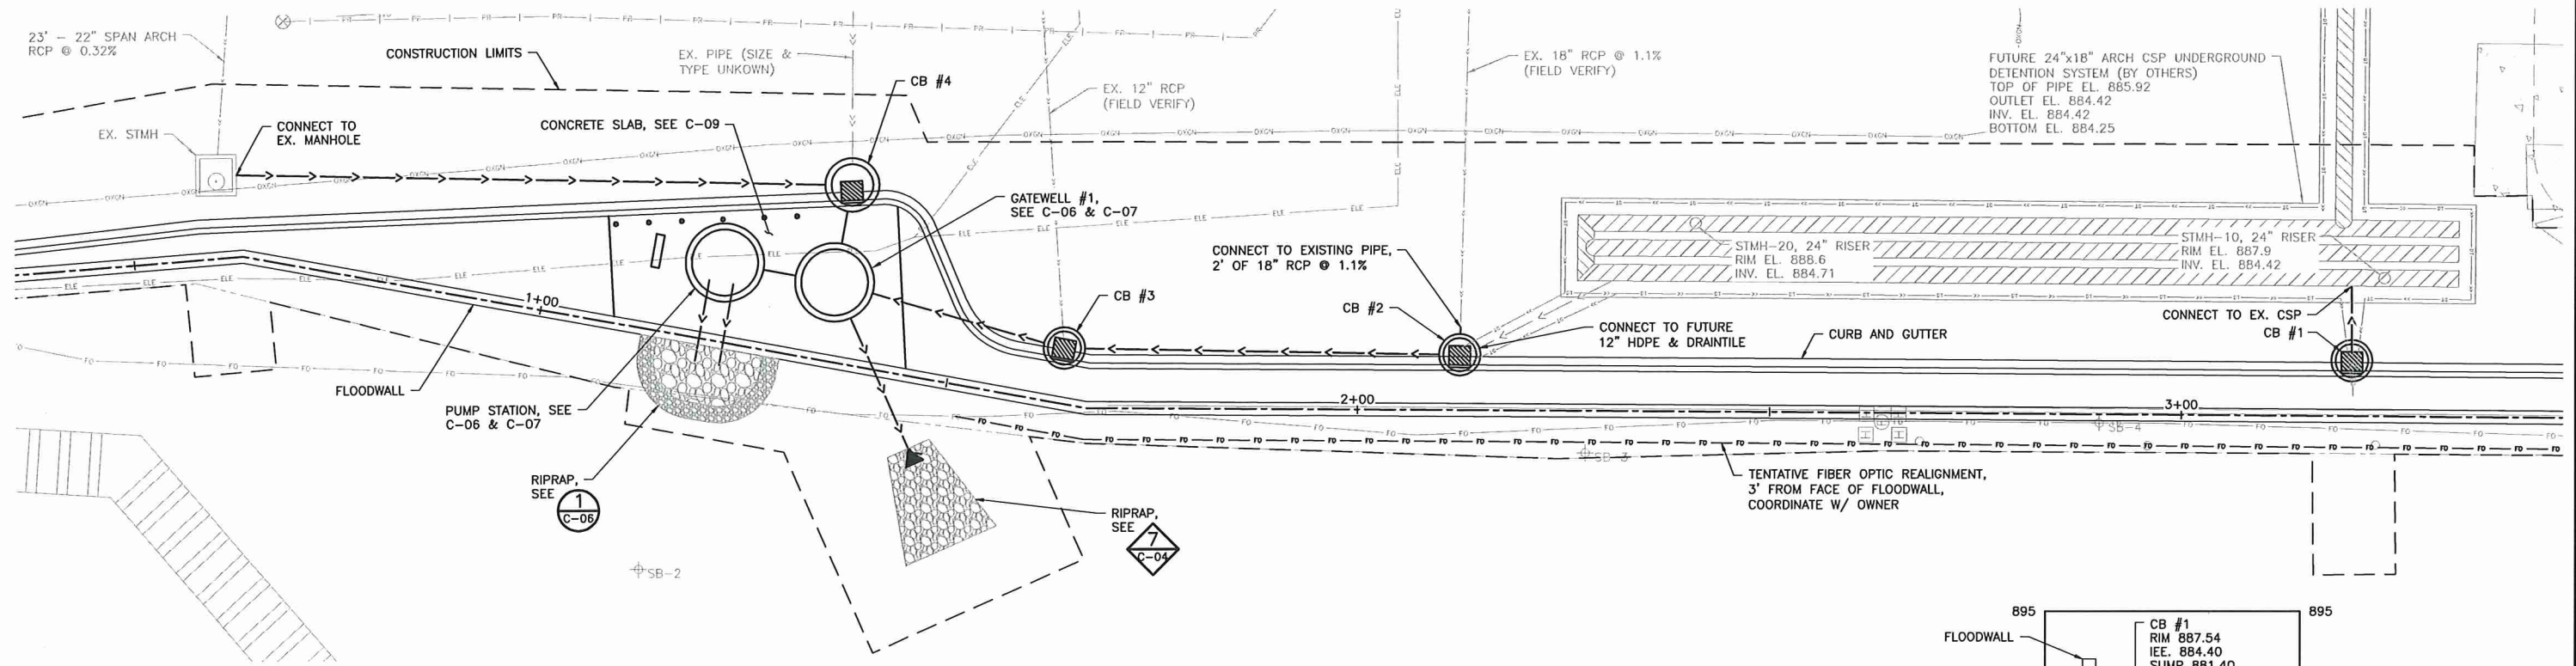 23' - 22" SPAN ARCH
RCP @ 0.32%
CONSTRUCTION LIMITS
EX. PIPE (SIZE &
TYPE UNKOWN)
CB #4
EX. 12" RCP
(FIELD VERIFY)
EX. 18" RCP @ 1.1%
(FIELD VERIFY)
FUTURE 24"x18" ARCH CSP UNDERGROUND
DETENTION SYSTEM (BY OTHERS)
TOP OF PIPE EL. 885.92
OUTLET EL. 884.42
INV. EL. 884.42
BOTTOM EL. 884.25
EX. STMH
CONNECT TO
EX. MANHOLE
CONCRETE SLAB, SEE C-09
GATEWELL #1,
SEE C-06 & C-07
CONNECT TO EXISTING PIPE,
2' OF 18" RCP @ 1.1%
STMH-20, 24" RISER
RIM EL. 888.6
INV. EL. 884.71
STMH-10, 24" RISER
RIM EL. 887.9
INV. EL. 884.42
CB #3
CB #2
CONNECT TO FUTURE
12" HDPE & DRAINTILE
CURB AND GUTTER
CONNECT TO EX. CSP
CB #1
1+00
2+00
3+00
FLOODWALL
PUMP STATION, SEE
C-06 & C-07
RIPRAP,
SEE
1
C-06
RIPRAP,
SEE
7
C-04
TENTATIVE FIBER OPTIC REALIGNMENT,
3' FROM FACE OF FLOODWALL,
COORDINATE W/ OWNER
SB-2
SB-3
SB-4
895
895
FLOODWALL
CB #1
RIM 887.54
IEE. 884.40
SUMP 881.40